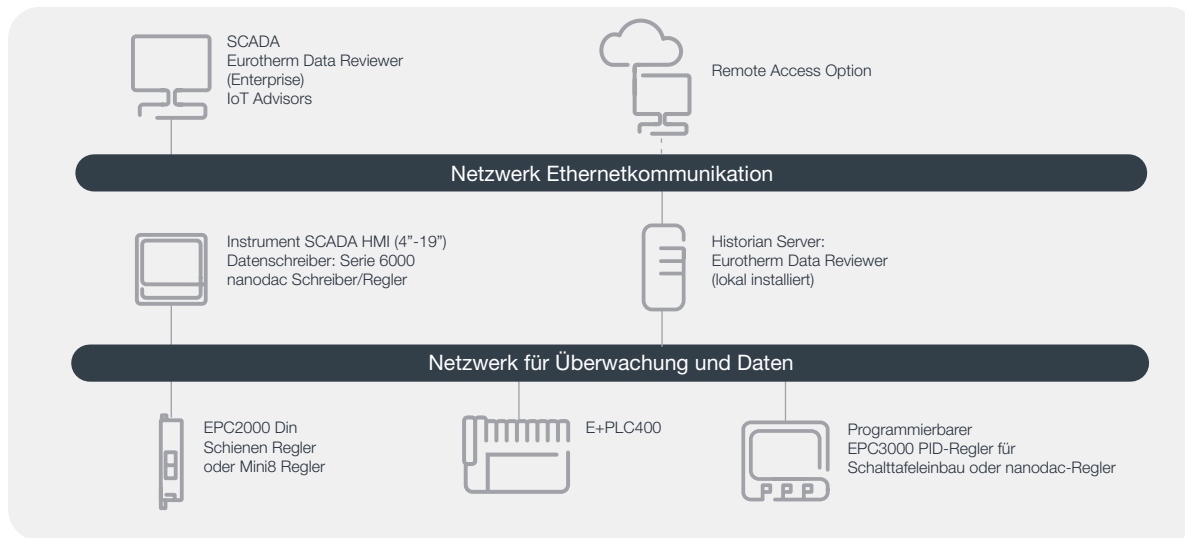 SCADA
Eurotherm Data Reviewer
(Enterprise)
IoT Advisors
Remote Access Option
Netzwerk Ethernetkommunikation
Instrument SCADA HMI (4”-19”)
Datenschreiber: Serie 6000
nanodac Schreiber/Regler
Historian Server:
Eurotherm Data Reviewer
(lokal installiert)
Netzwerk für Überwachung und Daten
EPC2000 Din
Schienen Regler
oder Mini8 Regler
E+PLC400
Programmierbarer
EPC3000 PID-Regler für
Schalttafeleinbau oder nanodac-Regler